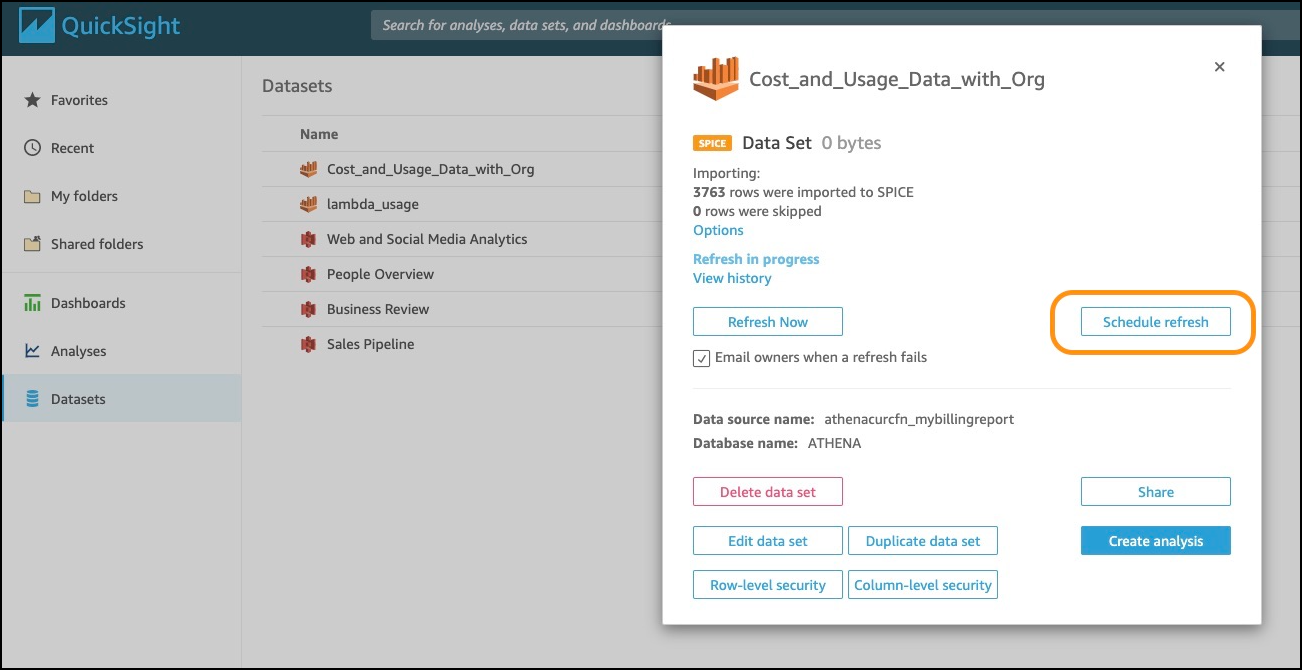 QuickSight
Search for analyses, data sets, and dashboards
Favorites
Recent
My folders
Shared folders
Dashboards
Analyses
Datasets
Datasets
Name
Cost_and_Usage_Data_with_Org
lambda_usage
Web and Social Media Analytics
People Overview
Business Review
Sales Pipeline
Cost_and_Usage_Data_with_Org
×
SPICE Data Set 0 bytes
Importing:
3763 rows were imported to SPICE
0 rows were skipped
Options
Refresh in progress
View history
Refresh Now Schedule refresh
Email owners when a refresh fails
Data source name: athenacurcfn_mybillingreport
Database name: ATHENA
Delete data set Share
Edit data set Duplicate data set Create analysis
Row-level security Column-level security